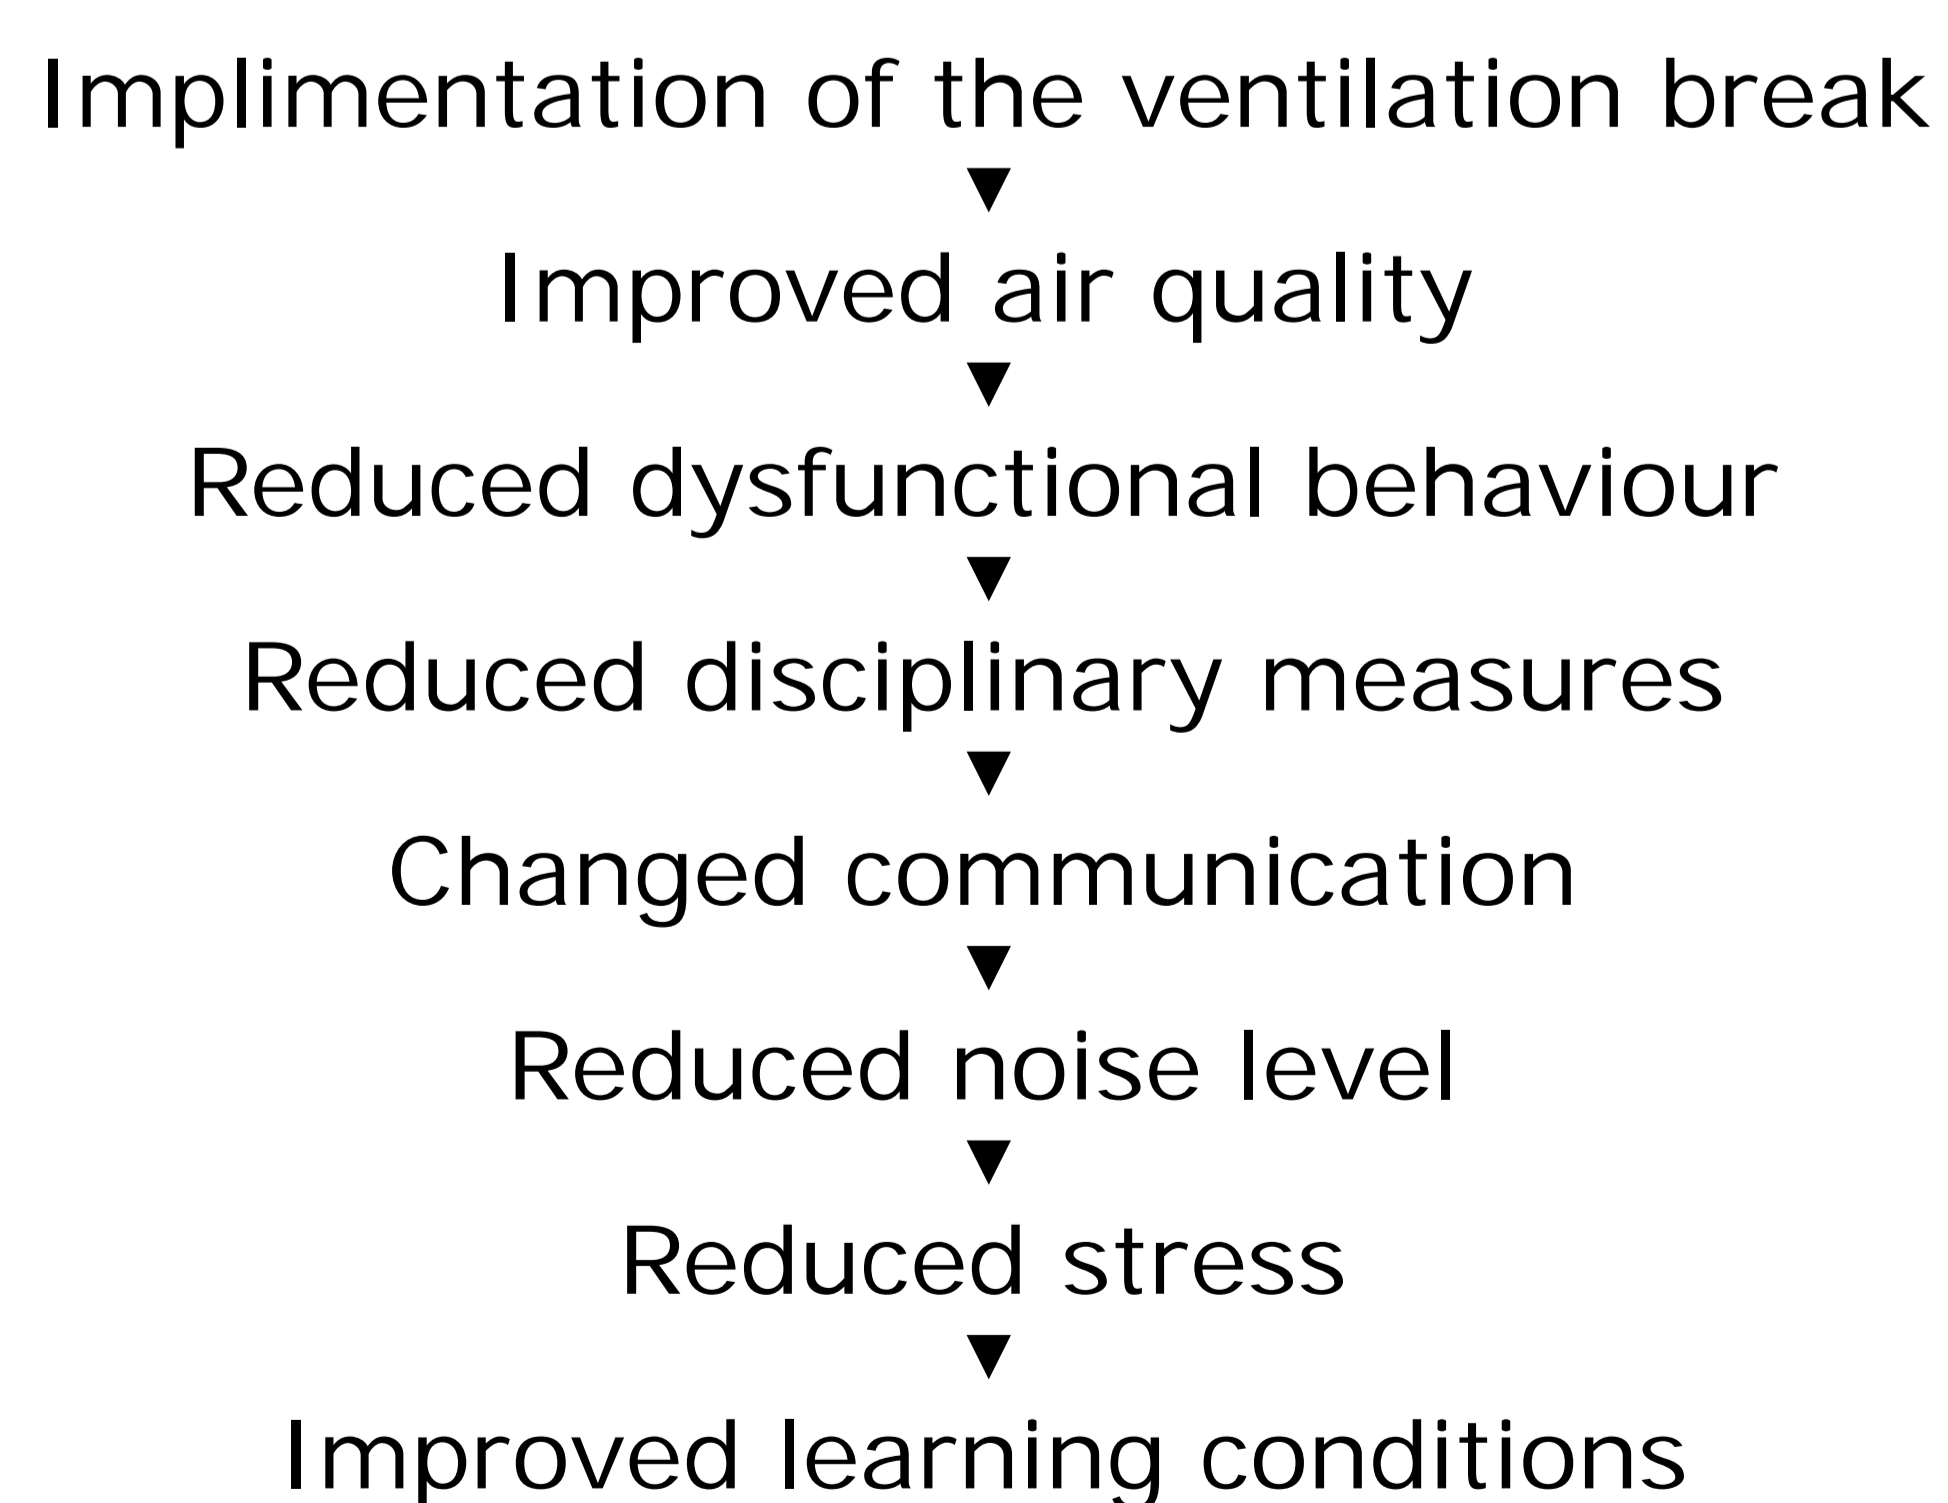 Implimentation of the ventilation break
▼
Improved air quality
▼
Reduced dysfunctional behaviour
▼
Reduced disciplinary measures
▼
Changed communication
▼
Reduced noise level
▼
Reduced stress
▼
Improved learning conditions